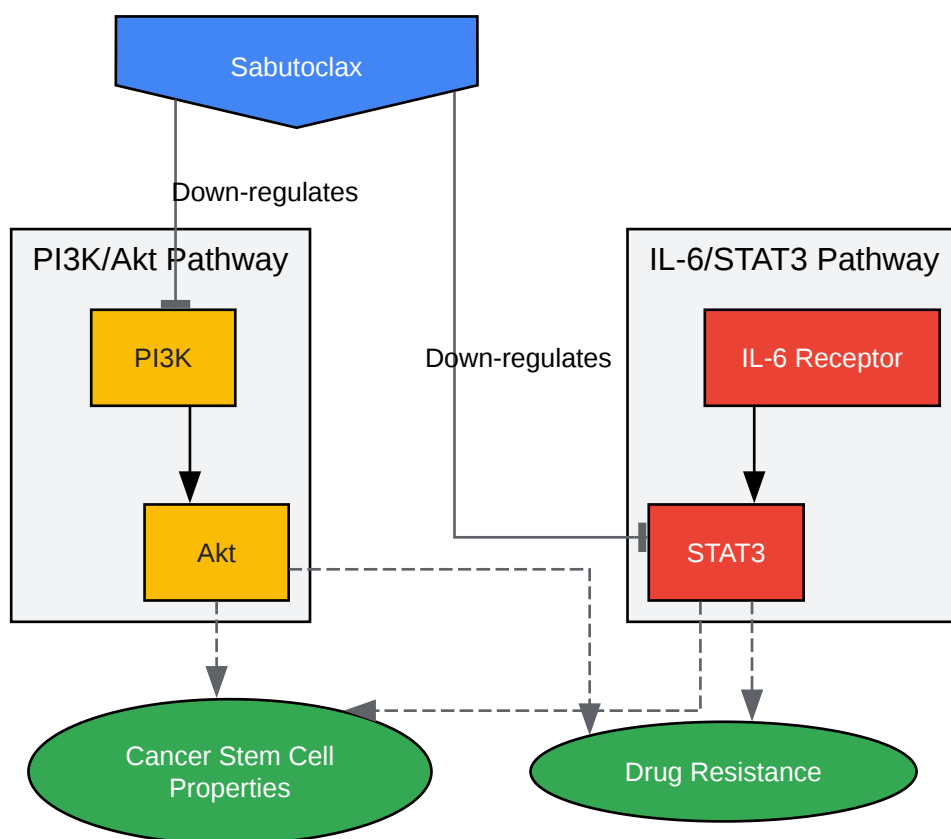 Sabutoclax
Down-regulates
PI3K/Akt Pathway
IL-6/STAT3 Pathway
PI3K
Down-regulates
IL-6 Receptor
Akt
STAT3
Cancer Stem Cell
Properties
Drug Resistance